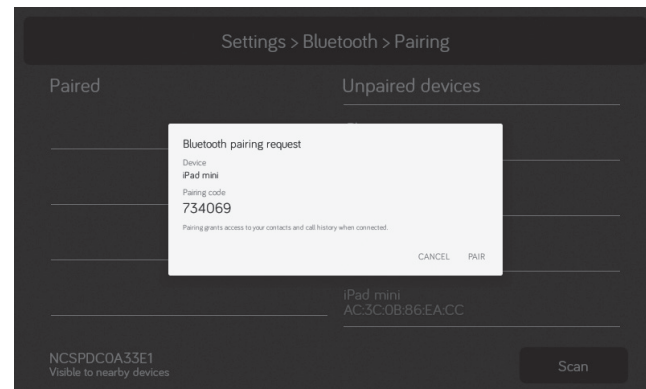 Settings > Bluetooth > Pairing
Paired
Unpaired devices
Bluetooth pairing request
Device
iPad mini
Pairing code
734069
Pairing grants access to your contacts and call history when connected.
CANCEL
PAIR
iPad mini
AC:3C:0B:86:EA:CC
NCSPDC0A33E1
Visible to nearby devices
Scan